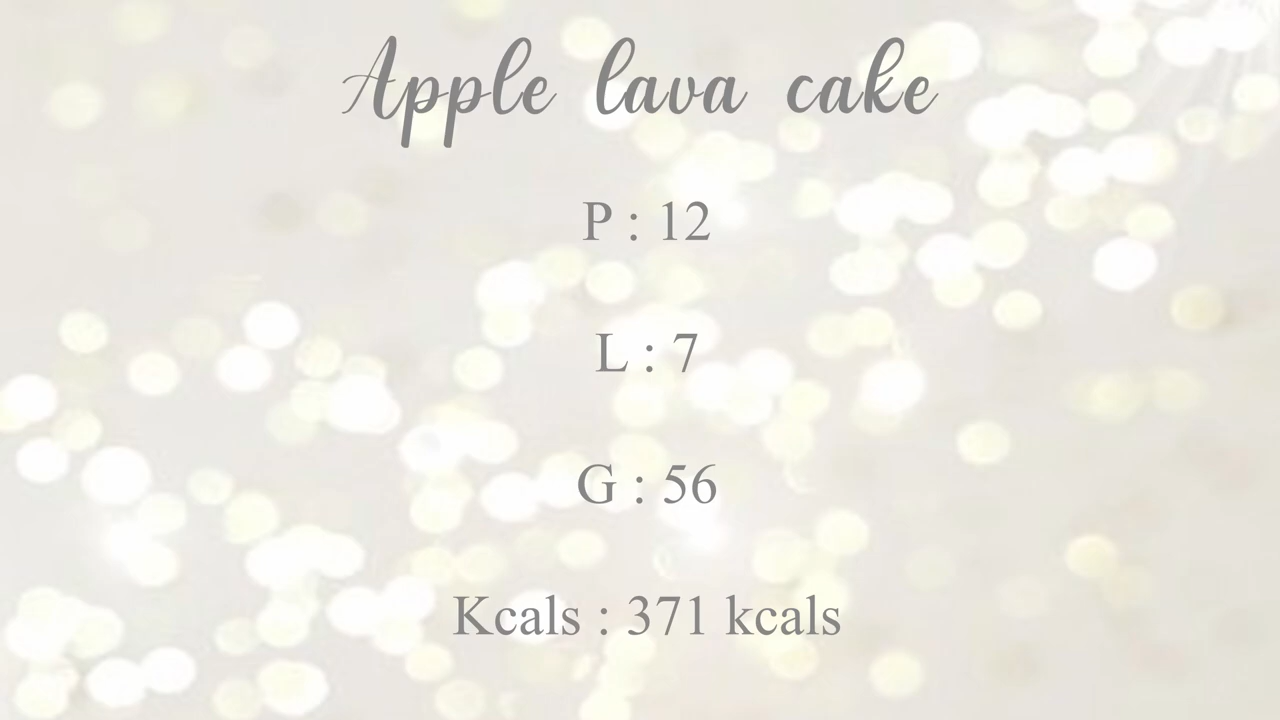 Apple lava cake
P : 12
L : 7
G : 56
Kcals : 371 kcals